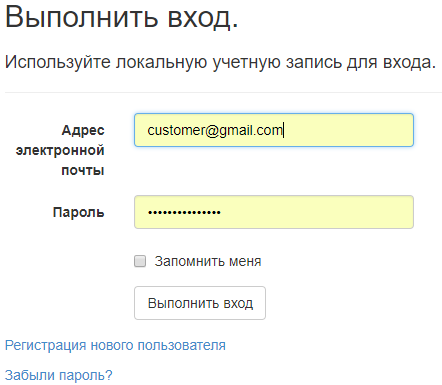 Выполнить вход.
Используйте локальную учетную запись для входа.
Адрес
электронной
почты
customer@gmail.com
Пароль
•••••••••••••••
Запомнить меня
Выполнить вход
Регистрация нового пользователя
Забыли пароль?